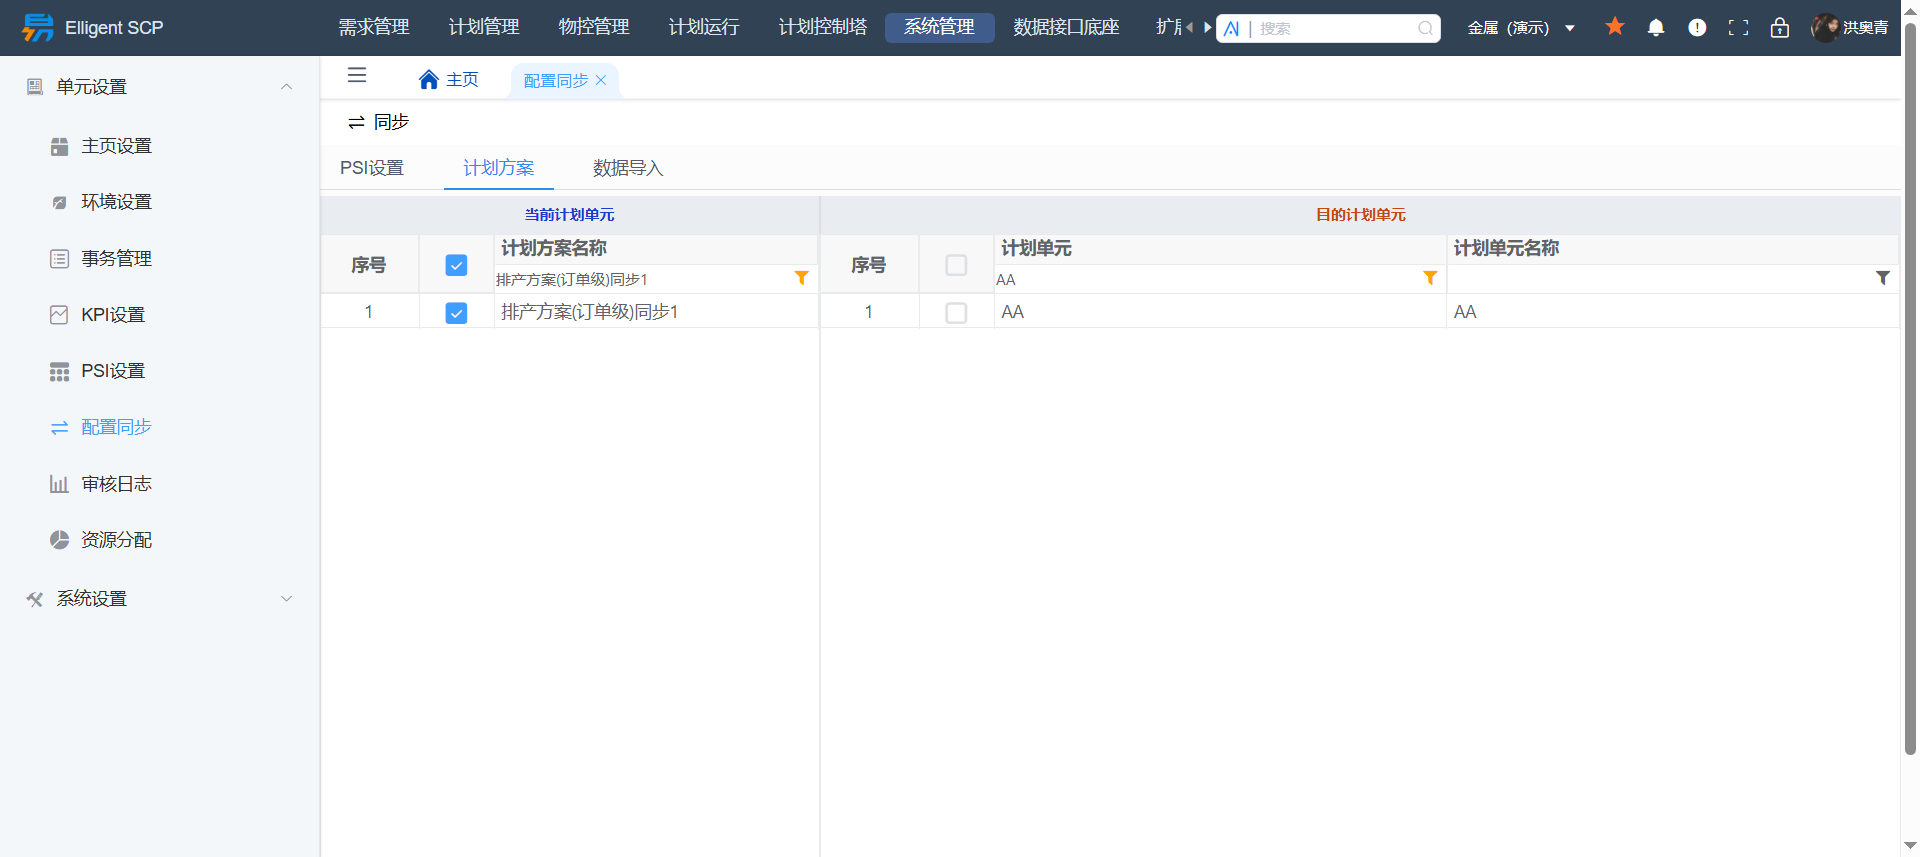 Elligent SCP
需求管理
计划管理
物控管理
计划运行
计划控制塔
系统管理
数据接口底座
AI | 搜索
金属 (演示)
洪奥青
单元设置
主页设置
环境设置
事务管理
KPI设置
PSI设置
配置同步
审核日志
资源分配
系统设置
主页
配置同步
同步
PSI设置
计划方案
数据导入
当前计划单元
目的计划单元
序号
计划方案名称
排产方案(订单级)同步1
序号
计划单元
AA
计划单元名称
1
排产方案(订单级)同步1
1
AA
AA